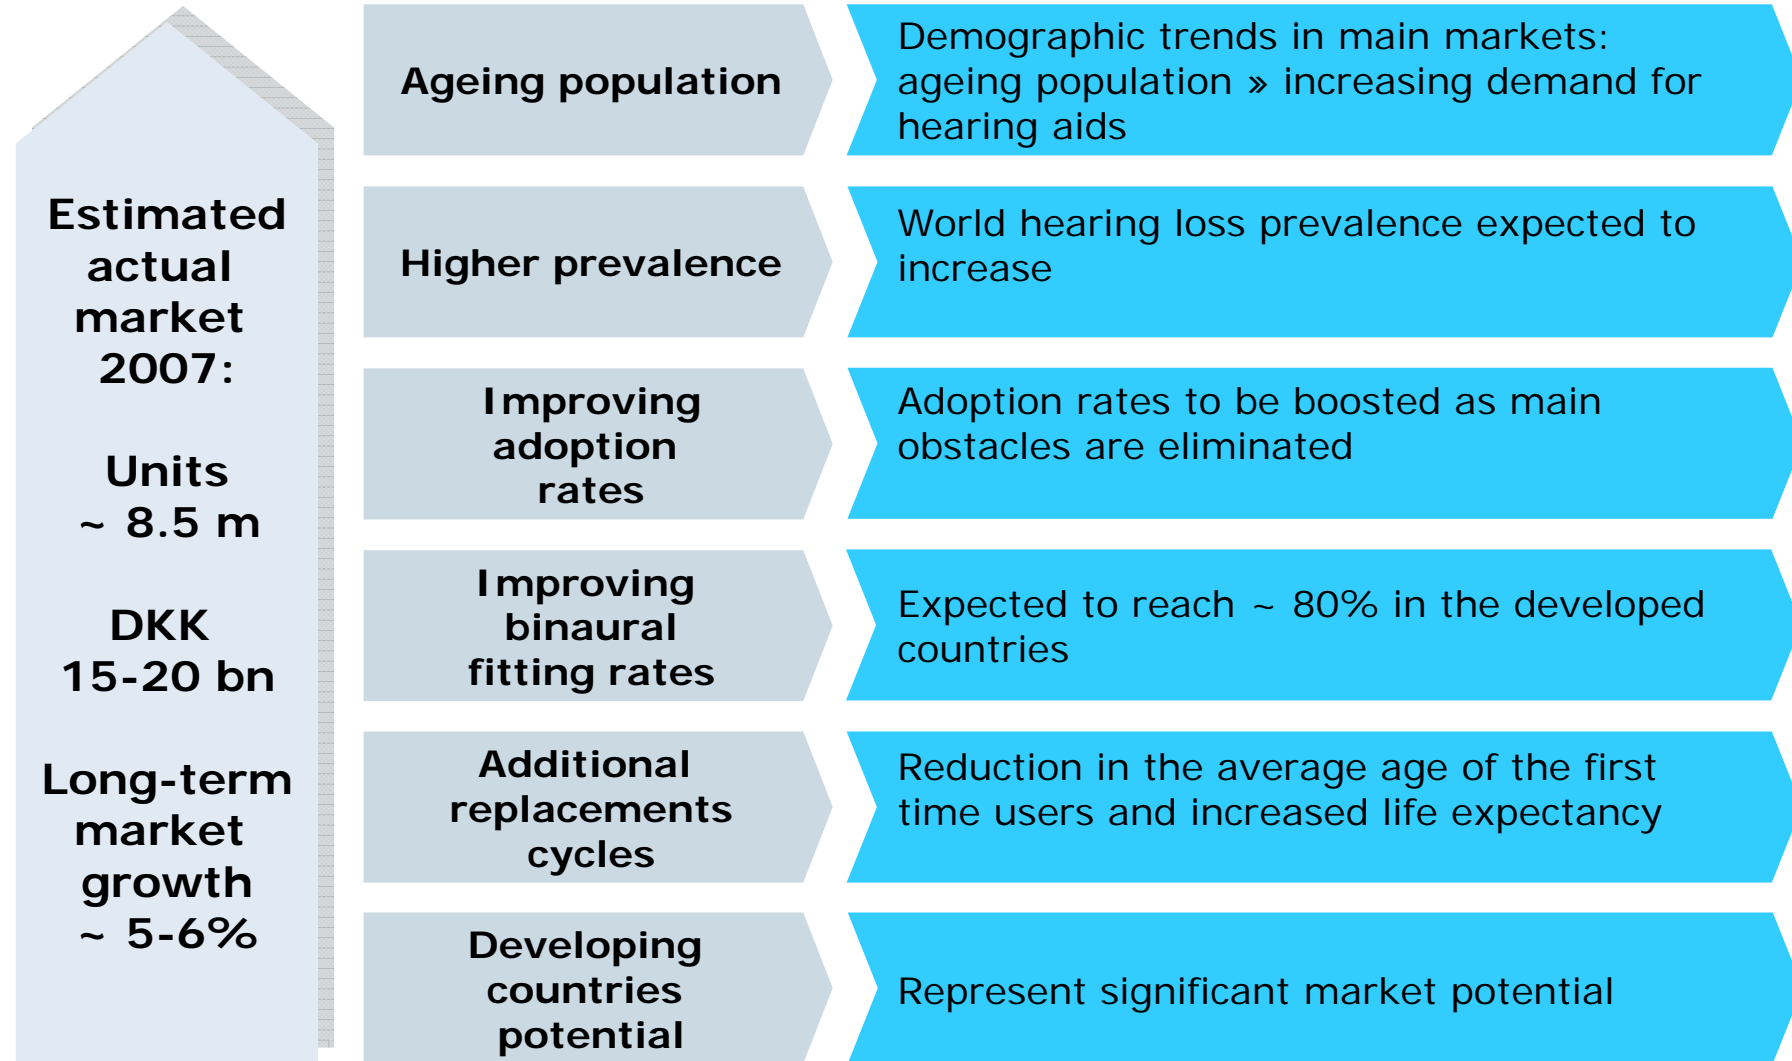 Estimated
actual
market
2007:
Units
~ 8.5 m
DKK
15-20 bn
Long-term
market
growth
~ 5-6%
Ageing population
Demographic trends in main markets:
ageing population » increasing demand for
hearing aids
Higher prevalence
World hearing loss prevalence expected to
increase
Improving
adoption
rates
Adoption rates to be boosted as main
obstacles are eliminated
Improving
binaural
fitting rates
Expected to reach ~ 80% in the developed
countries
Additional
replacements
cycles
Reduction in the average age of the first
time users and increased life expectancy
Developing
countries
potential
Represent significant market potential